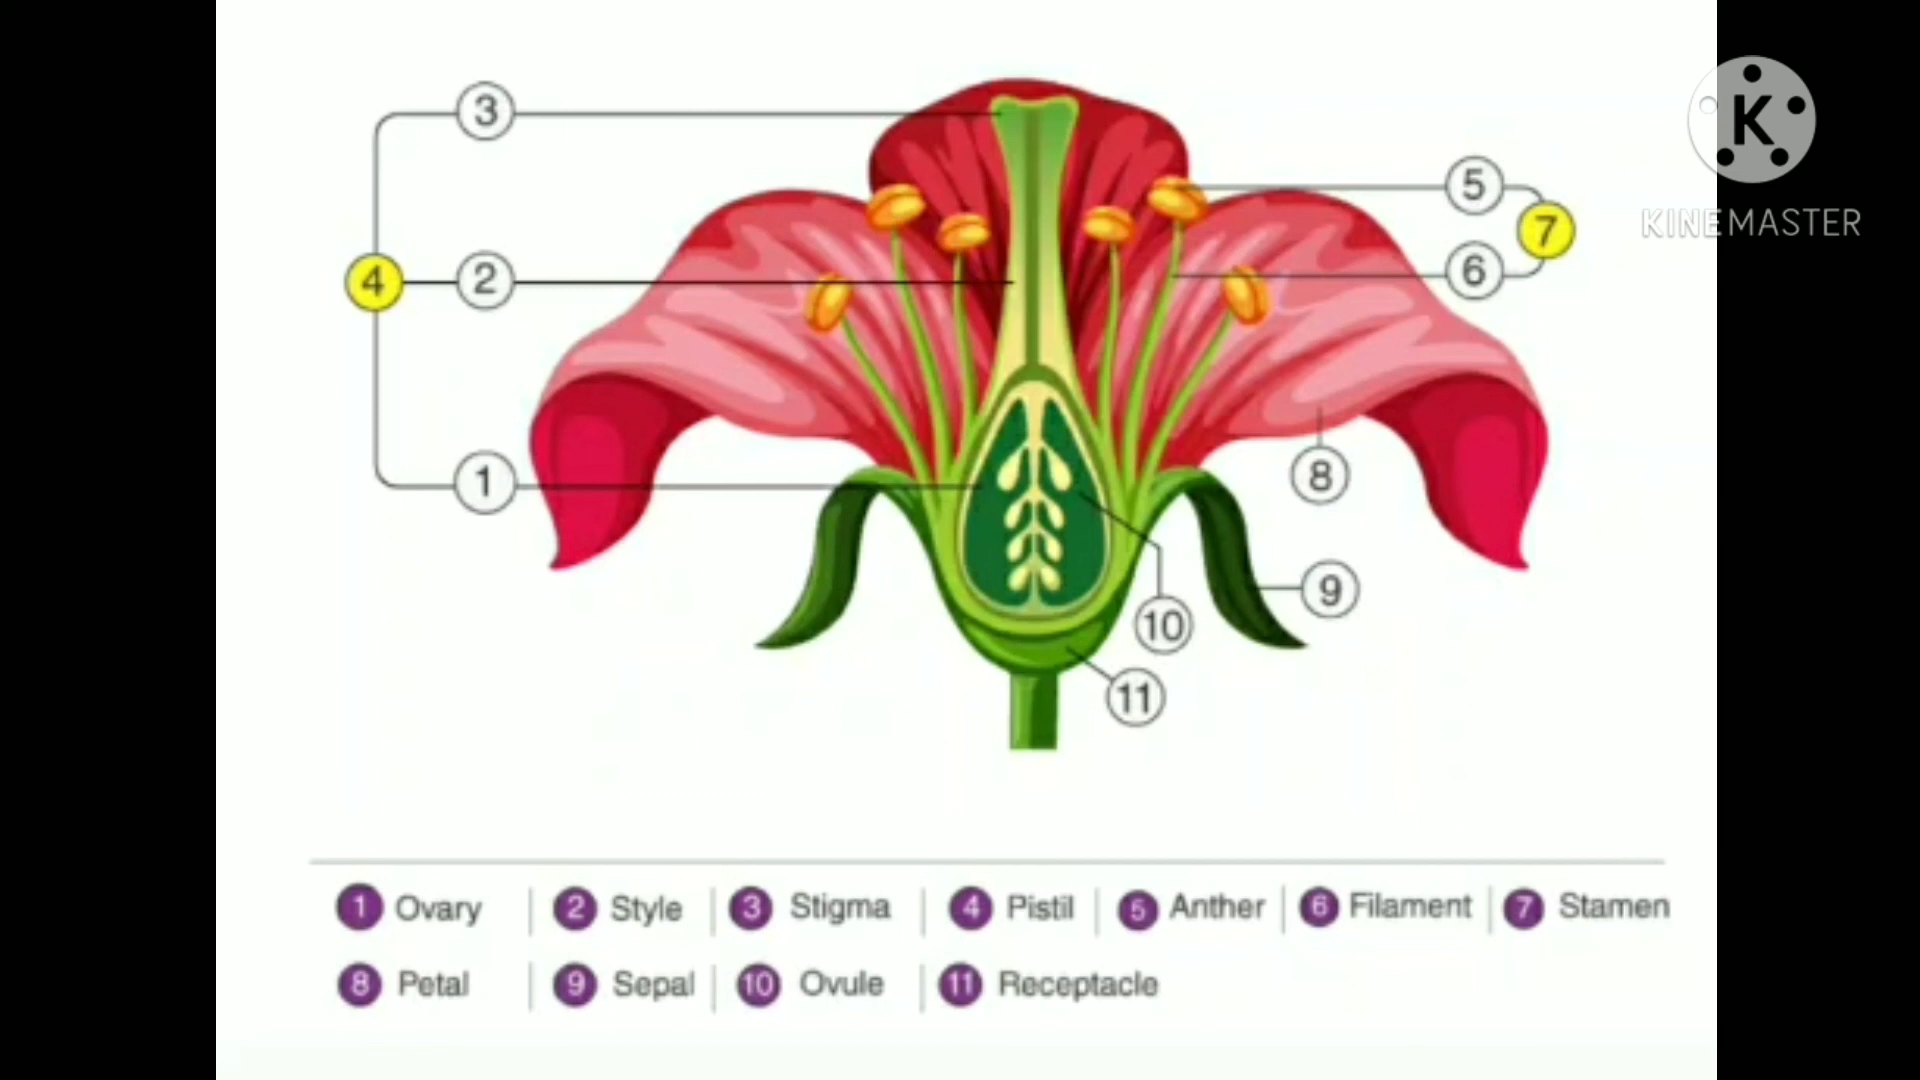 3
5
K
7
KINEMASTER
4
2
6
1
8
9
10
11
1 Ovary
2 Style
3 Stigma
4 Pistil
5 Anther
6 Filament
7 Stamen
8 Petal
9 Sepal
10 Ovule
11 Receptacle